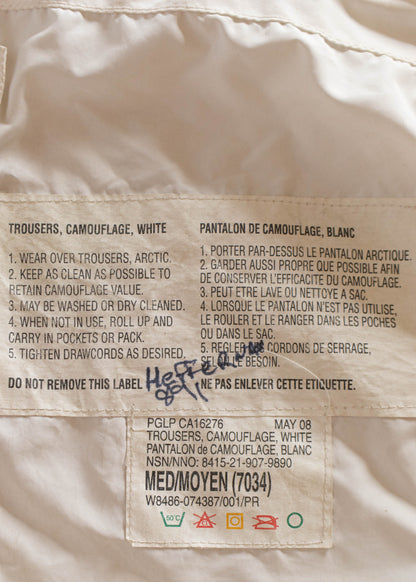 TROUSERS, CAMOUFLAGE, WHITE
1. WEAR OVER TROUSERS, ARCTIC.
2. KEEP AS CLEAN AS POSSIBLE TO
RETAIN CAMOUFLAGE VALUE.
3. MAY BE WASHED OR DRY CLEANED.
4. WHEN NOT IN USE, ROLL UP AND
CARRY IN POCKETS OR PACK.
5. TIGHTEN DRAWCORDS AS DESIRED.
DO NOT REMOVE THIS LABEL
PANTALON DE CAMOUFLAGE, BLANC
1. PORTER PAR-DESSUS LE PANTALON ARCTIQUE.
2. GARDER AUSSI PROPRE QUE POSSIBLE AFIN
DE CONSERVER L'EFFICACITE DU CAMOUFLAGE.
3. PEUT ÊTRE LAVE OU NETTOYE A SAC.
4. LORSQUE LE PANTALON N'EST PAS UTILISE,
LE ROULER ET LE RANGER DANS LES POCHES
OU DANS LE SAC.
5. REGLER CORDONS DE SERRAGE,
SELON LE BESOIN.
NE PAS ENLEVER CETTE ETIQUETTE.
PGLP CA16276 MAY 08
TROUSERS, CAMOUFLAGE, WHITE
PANTALON de CAMOUFLAGE, BLANC
NSN/NNO: 8415-21-907-9890
MED/MOYEN (7034)
W8486-074387/001/PR
50°C